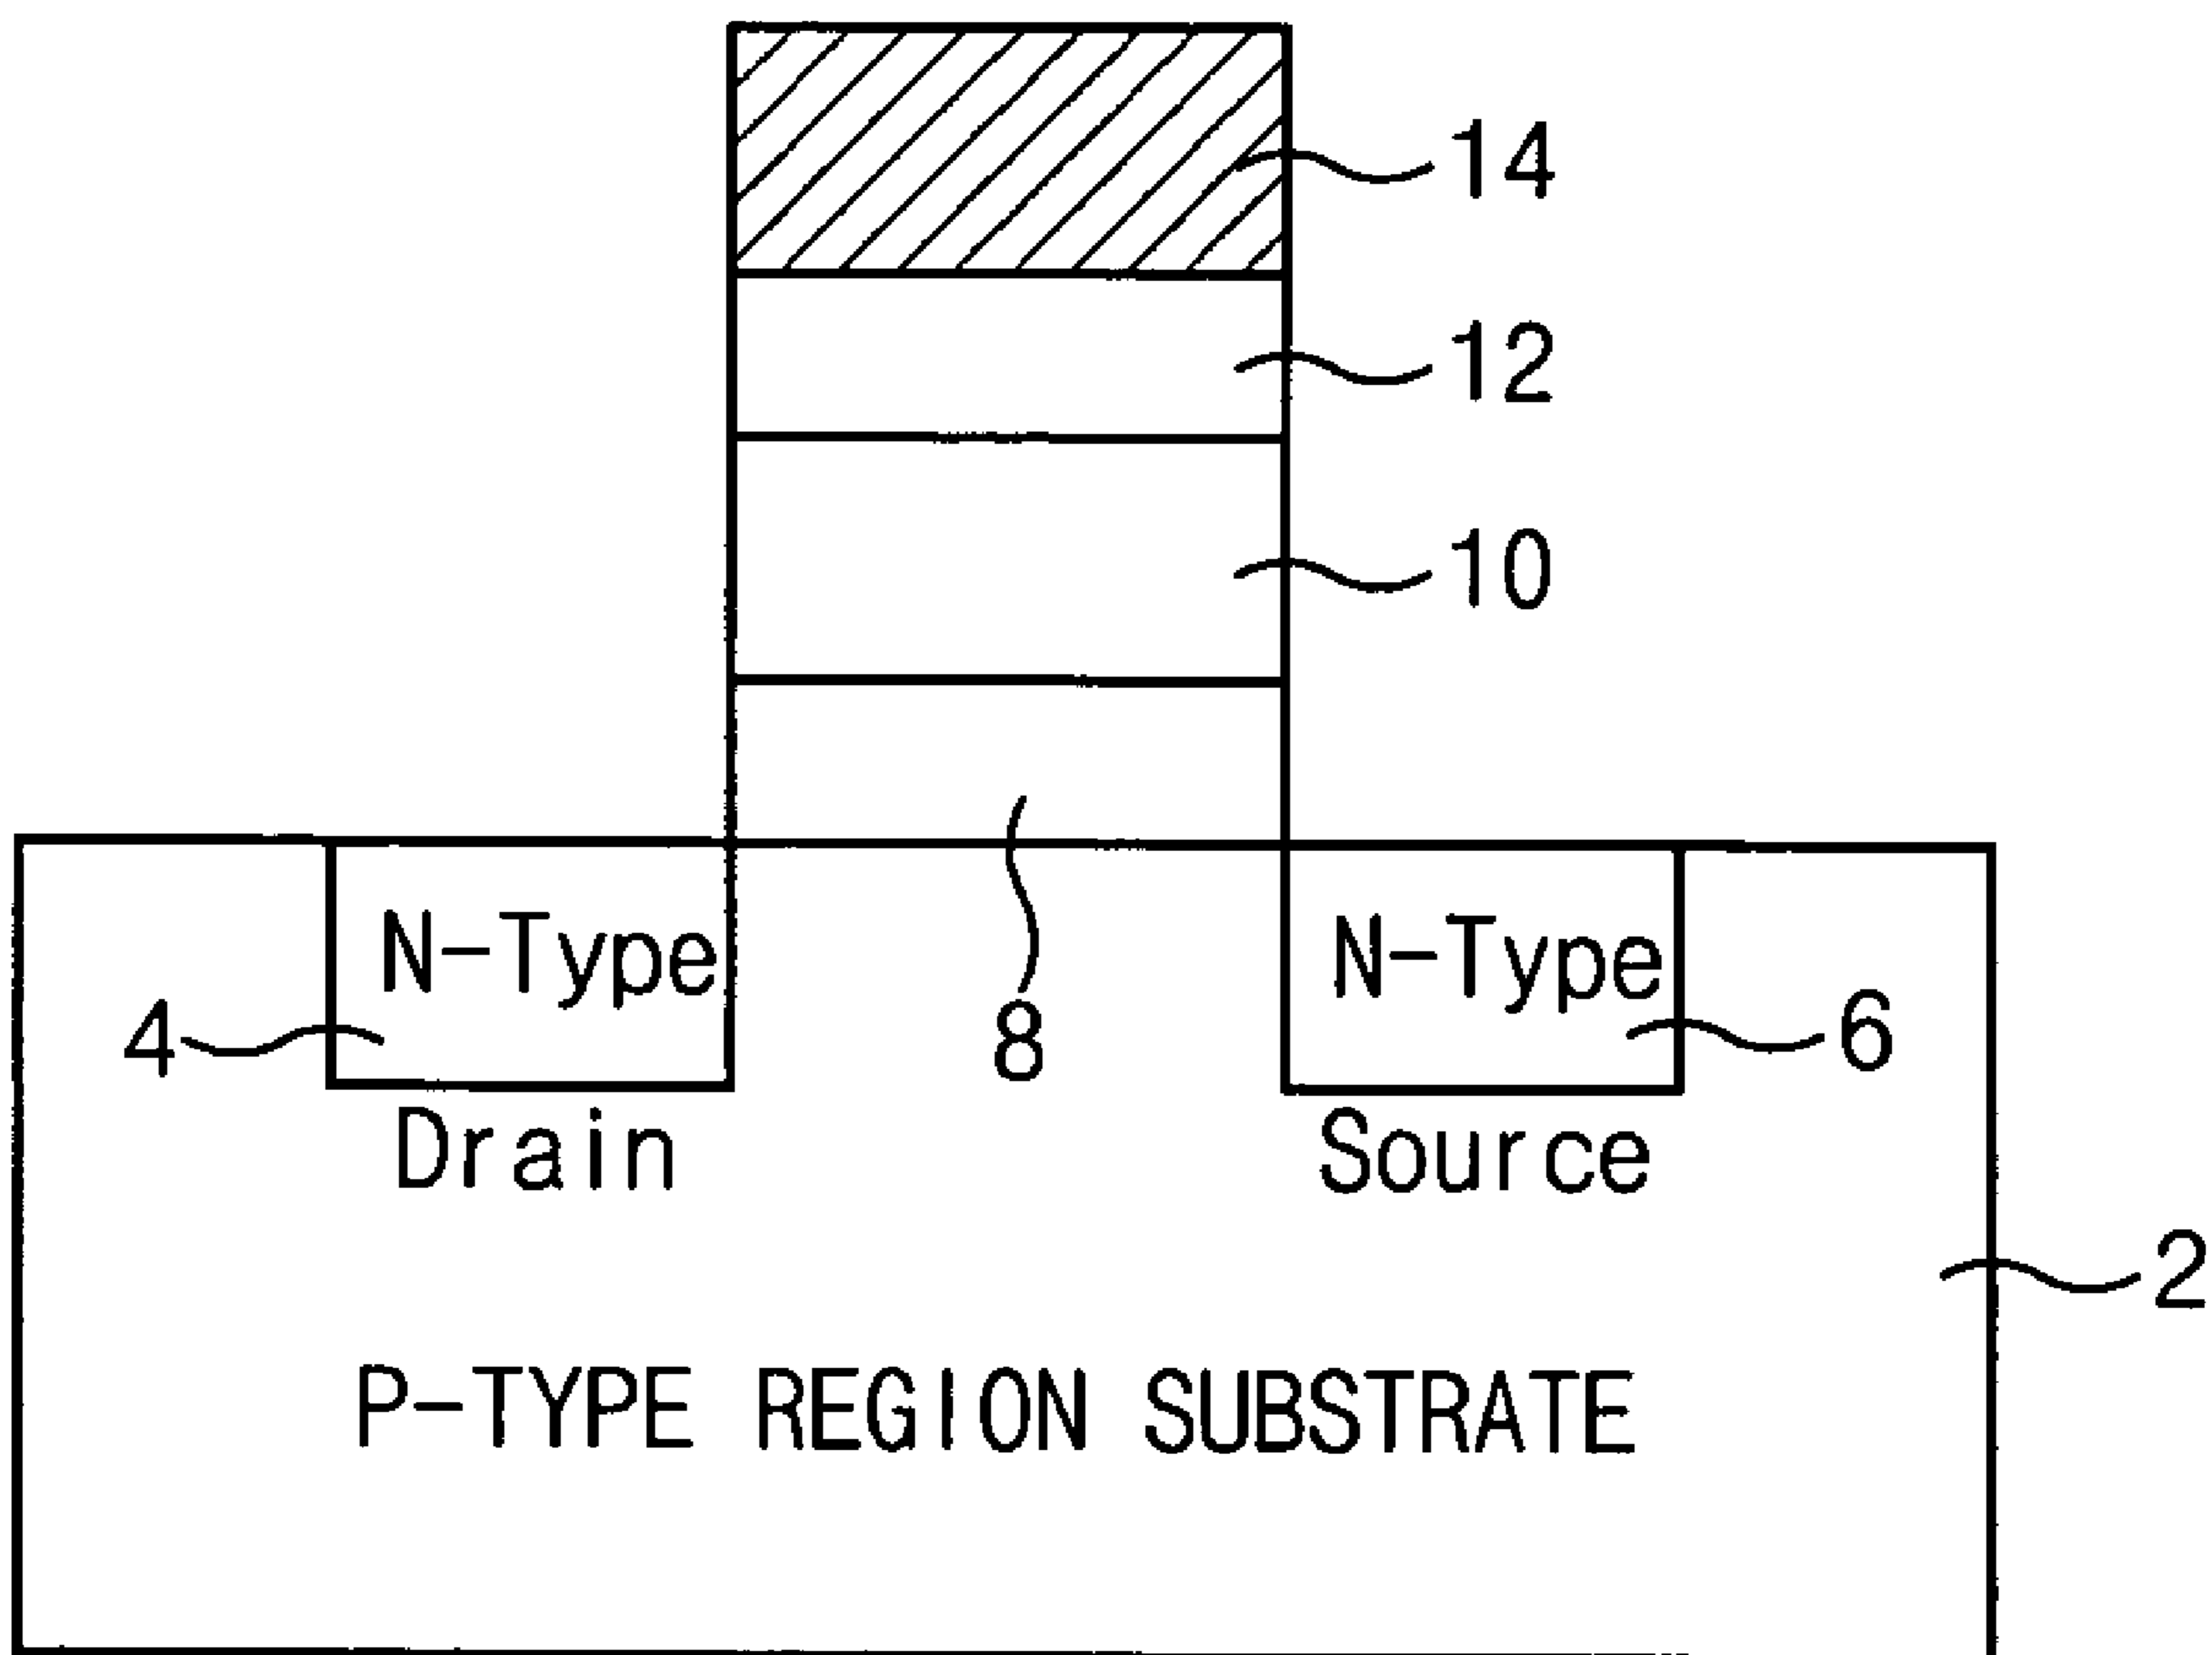 14
12
10
N-Type
N-Type
4
8
6
Drain
Source
2
P-TYPE REGION SUBSTRATE